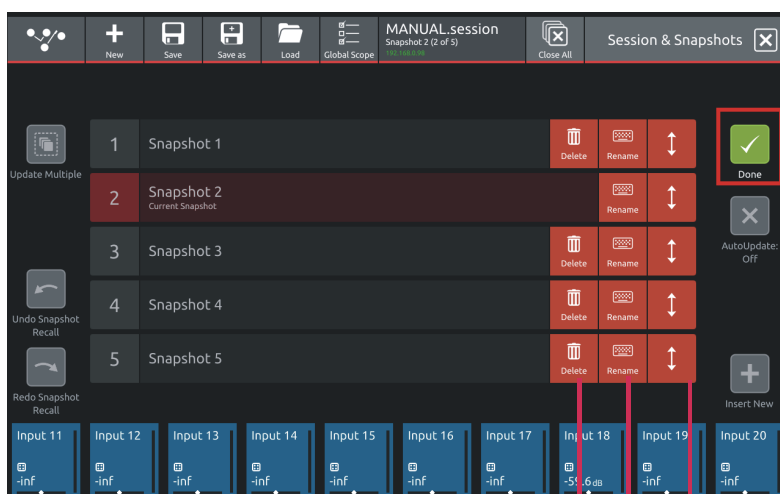 MANUAL.session
Snapshot 2 (2 of 5)
192.168.0.98
New
Save
Save as
Load
Global Scope
Close All
Session & Snapshots
Update Multiple
1 Snapshot 1
Delete
Rename
Done
2 Snapshot 2
Current Snapshot
Rename
AutoUpdate:
Off
3 Snapshot 3
Delete
Rename
Undo Snapshot
Recall
4 Snapshot 4
Delete
Rename
Redo Snapshot
Recall
5 Snapshot 5
Delete
Rename
Insert New
Input 11
Input 12
Input 13
Input 14
Input 15
Input 16
Input 17
Input 18
Input 19
Input 20
-inf
-inf
-inf
-inf
-inf
-inf
-inf
-inf
-inf